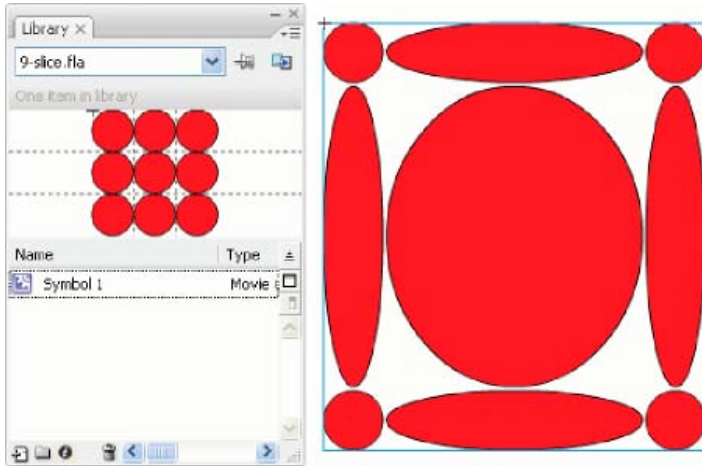 Library
9-slice.fla
One item in library
Name Type
Symbol 1 Movie